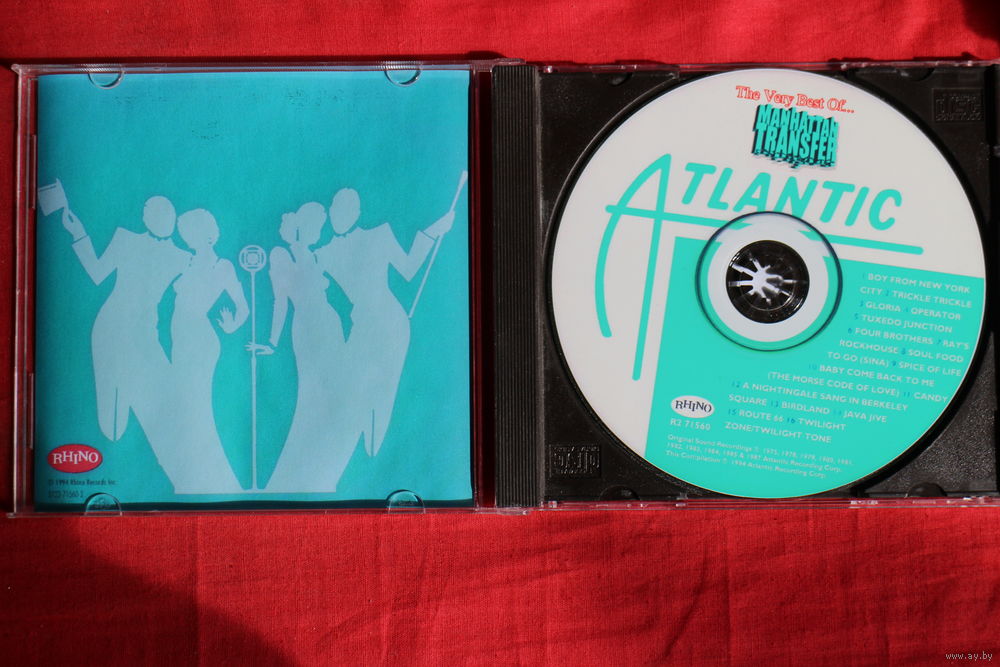 RHINO
© 1994 Rhino Records Inc.
The Very Best Of...
MANHATTAN
TRANSFER
ATLANTIC
1 BOY FROM NEW YORK
CITY 2 TRICKLE TRICKLE
3 GLORIA 4 OPERATOR
5 TUXEDO JUNCTION
6 FOUR BROTHERS 7 RAY'S
ROCKHOUSE 8 SOUL FOOD
TO GO (SINA) 9 SPICE OF LIFE
10 BABY COME BACK TO ME
(THE MORSE CODE OF LOVE) 11 CANDY
12 A NIGHTINGALE SANG IN BERKELEY
SQUARE 13 BIRDLAND 14 JAVA JIVE
15 ROUTE 66 16 TWILIGHT
ZONE/TWILIGHT TONE
RHINO
R2 71560
Original Sound Recordings ℗ 1975, 1978, 1979, 1980, 1981,
1982, 1983, 1984, 1985 & 1987 Atlantic Recording Corp.
This Compilation ℗ 1994 Atlantic Recording Corp.
www.ay.by